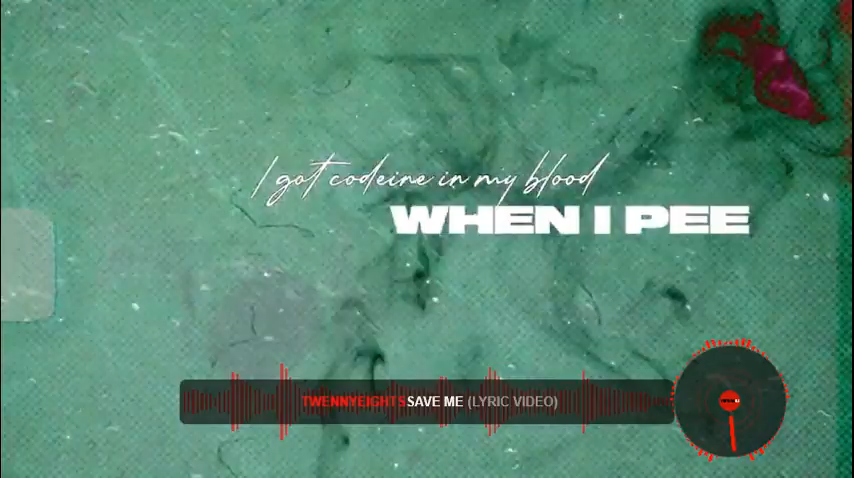 I got codeine in my blood
WHEN I PEE
TWENNYEIGHTS SAVE ME (LYRIC VIDEO)